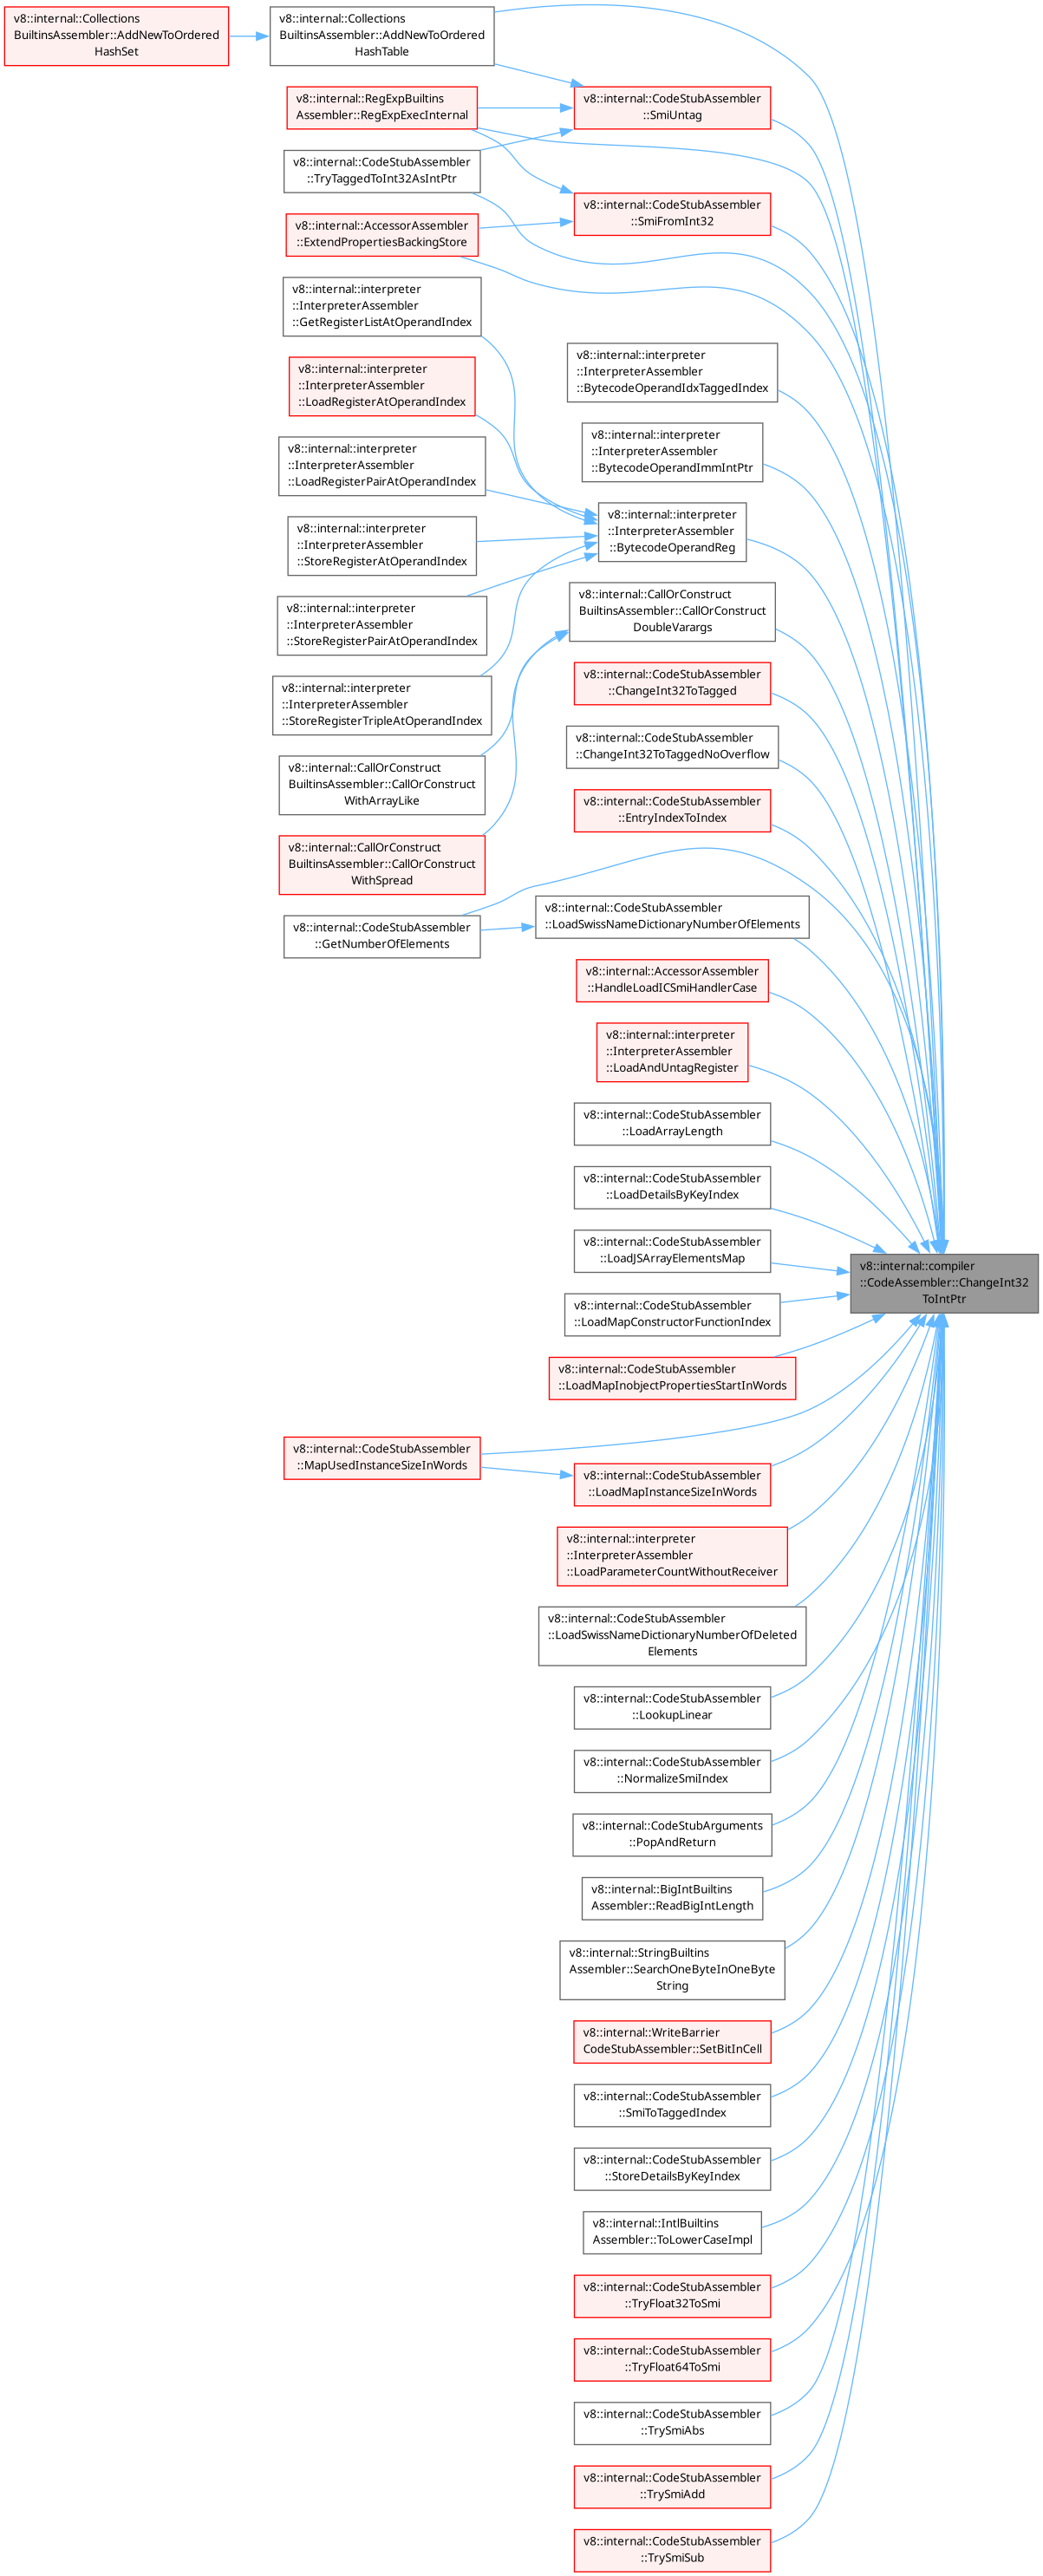 v8::internal::Collections
BuiltinsAssembler::AddNewToOrdered
HashSet
v8::internal::Collections
BuiltinsAssembler::AddNewToOrdered
HashTable
v8::internal::RegExpBuiltins
Assembler::RegExpExecInternal
v8::internal::CodeStubAssembler
::SmiUntag
v8::internal::CodeStubAssembler
::TryTaggedToInt32AsIntPtr
v8::internal::CodeStubAssembler
::SmiFromInt32
v8::internal::AccessorAssembler
::ExtendPropertiesBackingStore
v8::internal::interpreter
::InterpreterAssembler
::GetRegisterListAtOperandIndex
v8::internal::interpreter
::InterpreterAssembler
::BytecodeOperandIdxTaggedIndex
v8::internal::interpreter
::InterpreterAssembler
::LoadRegisterAtOperandIndex
v8::internal::interpreter
::InterpreterAssembler
::BytecodeOperandImmIntPtr
v8::internal::interpreter
::InterpreterAssembler
::LoadRegisterPairAtOperandIndex
v8::internal::interpreter
::InterpreterAssembler
::BytecodeOperandReg
v8::internal::interpreter
::InterpreterAssembler
::StoreRegisterAtOperandIndex
v8::internal::CallOrConstruct
BuiltinsAssembler::CallOrConstruct
DoubleVarargs
v8::internal::interpreter
::InterpreterAssembler
::StoreRegisterPairAtOperandIndex
v8::internal::CodeStubAssembler
::ChangeInt32ToTagged
v8::internal::interpreter
::InterpreterAssembler
::StoreRegisterTripleAtOperandIndex
v8::internal::CodeStubAssembler
::ChangeInt32ToTaggedNoOverflow
v8::internal::CallOrConstruct
BuiltinsAssembler::CallOrConstruct
WithArrayLike
v8::internal::CodeStubAssembler
::EntryIndexToIndex
v8::internal::CallOrConstruct
BuiltinsAssembler::CallOrConstruct
WithSpread
v8::internal::CodeStubAssembler
::LoadSwissNameDictionaryNumberOfElements
v8::internal::CodeStubAssembler
::GetNumberOfElements
v8::internal::AccessorAssembler
::HandleLoadICSmiHandlerCase
v8::internal::interpreter
::InterpreterAssembler
::LoadAndUntagRegister
v8::internal::CodeStubAssembler
::LoadArrayLength
v8::internal::CodeStubAssembler
::LoadDetailsByKeyIndex
v8::internal::CodeStubAssembler
::LoadJSArrayElementsMap
v8::internal::compiler
::CodeAssembler::ChangeInt32
ToIntPtr
v8::internal::CodeStubAssembler
::LoadMapConstructorFunctionIndex
v8::internal::CodeStubAssembler
::LoadMapInobjectPropertiesStartInWords
v8::internal::CodeStubAssembler
::MapUsedInstanceSizeInWords
v8::internal::CodeStubAssembler
::LoadMapInstanceSizeInWords
v8::internal::interpreter
::InterpreterAssembler
::LoadParameterCountWithoutReceiver
v8::internal::CodeStubAssembler
::LoadSwissNameDictionaryNumberOfDeleted
Elements
v8::internal::CodeStubAssembler
::LookupLinear
v8::internal::CodeStubAssembler
::NormalizeSmiIndex
v8::internal::CodeStubArguments
::PopAndReturn
v8::internal::BigIntBuiltins
Assembler::ReadBigIntLength
v8::internal::StringBuiltins
Assembler::SearchOneByteInOneByte
String
v8::internal::WriteBarrier
CodeStubAssembler::SetBitInCell
v8::internal::CodeStubAssembler
::SmiToTaggedIndex
v8::internal::CodeStubAssembler
::StoreDetailsByKeyIndex
v8::internal::IntlBuiltins
Assembler::ToLowerCaseImpl
v8::internal::CodeStubAssembler
::TryFloat32ToSmi
v8::internal::CodeStubAssembler
::TryFloat64ToSmi
v8::internal::CodeStubAssembler
::TrySmiAbs
v8::internal::CodeStubAssembler
::TrySmiAdd
v8::internal::CodeStubAssembler
::TrySmiSub